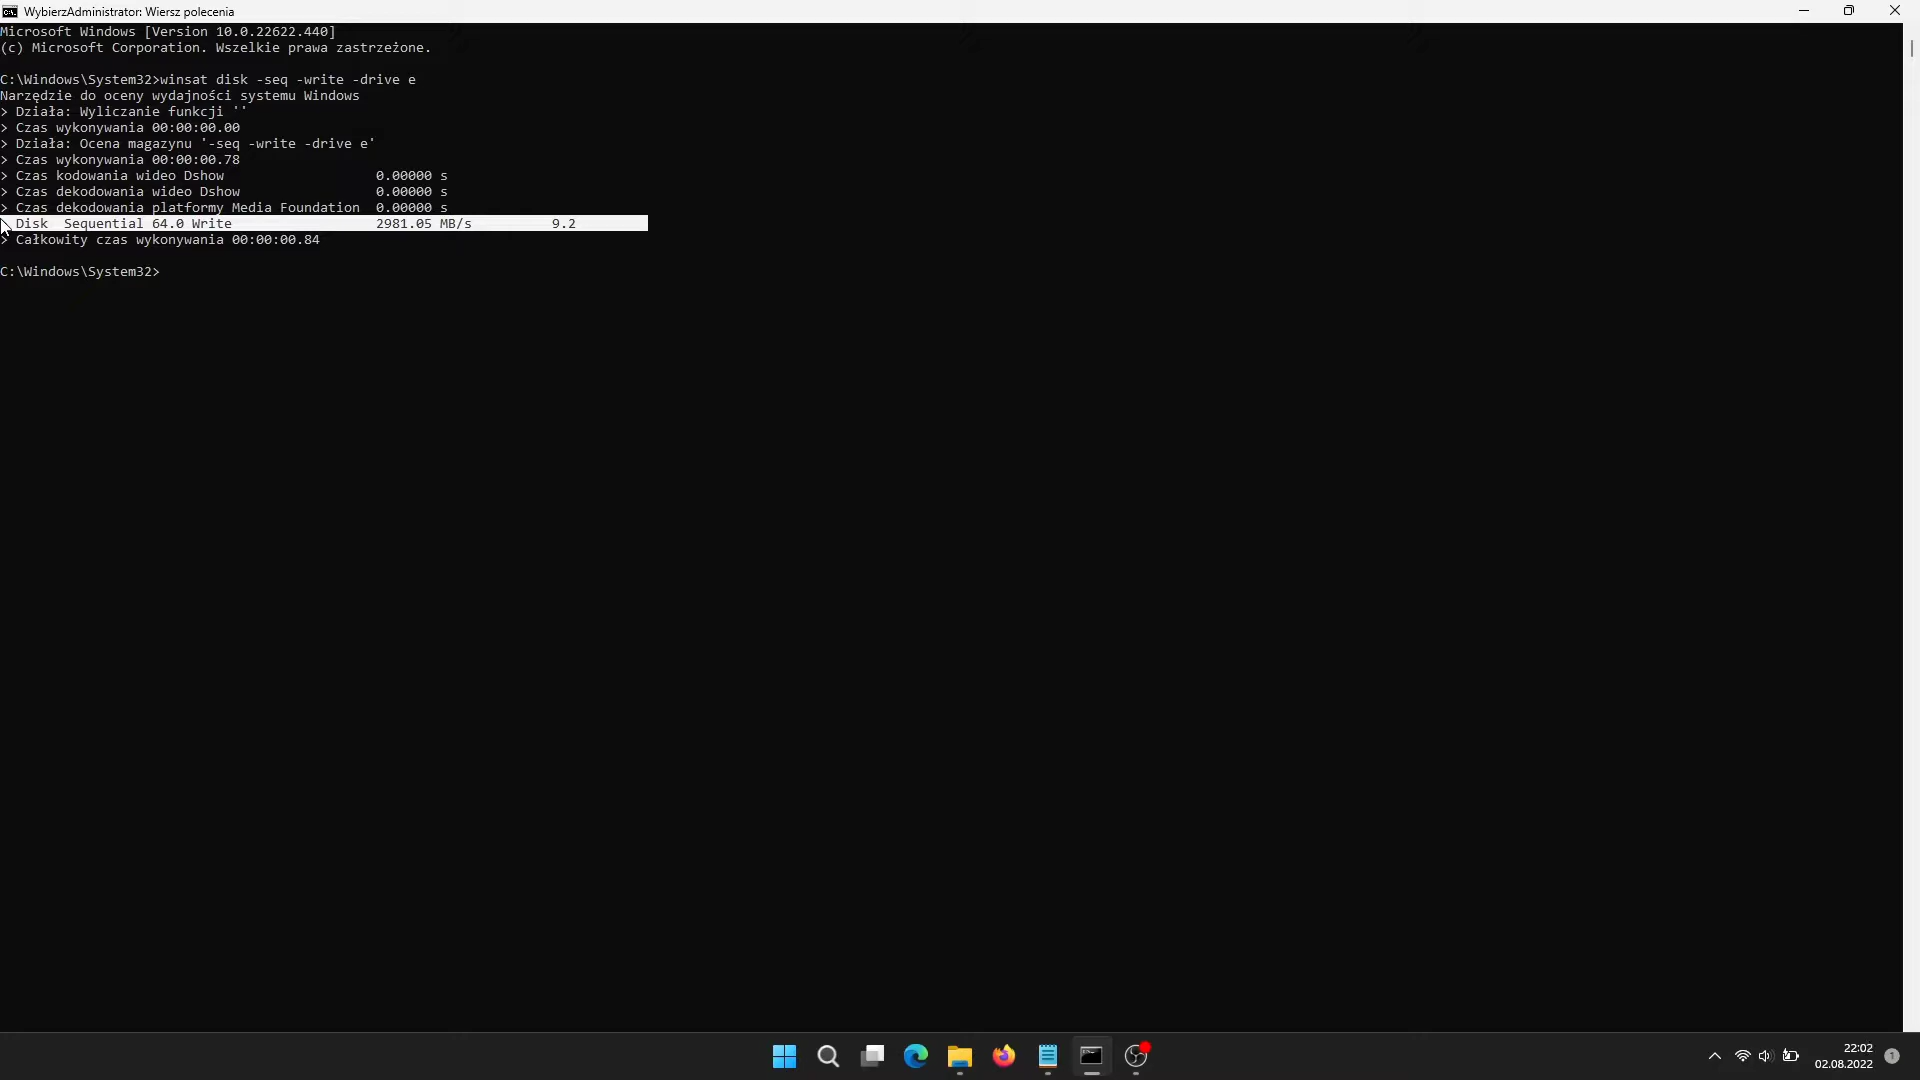 WybierzAdministrator: Wiersz polecenia
Microsoft Windows [Version 10.0.22622.440]
(c) Microsoft Corporation. Wszelkie prawa zastrzeżone.
C:\Windows\System32>winsat disk -seq -write -drive e
Narzędzie do oceny wydajności systemu Windows
> Działa: Wyliczanie funkcji ''
> Czas wykonywania 00:00:00.00
> Działa: Ocena magazynu '-seq -write -drive e'
> Czas wykonywania 00:00:00.78
> Czas kodowania wideo Dshow 0.00000 s
> Czas dekodowania wideo Dshow 0.00000 s
> Czas dekodowania platformy Media Foundation 0.00000 s
Disk Sequential 64.0 Write 2981.05 MB/s 9.2
> Całkowity czas wykonywania 00:00:00.84
C:\Windows\System32>
22:02
02.08.2022
1